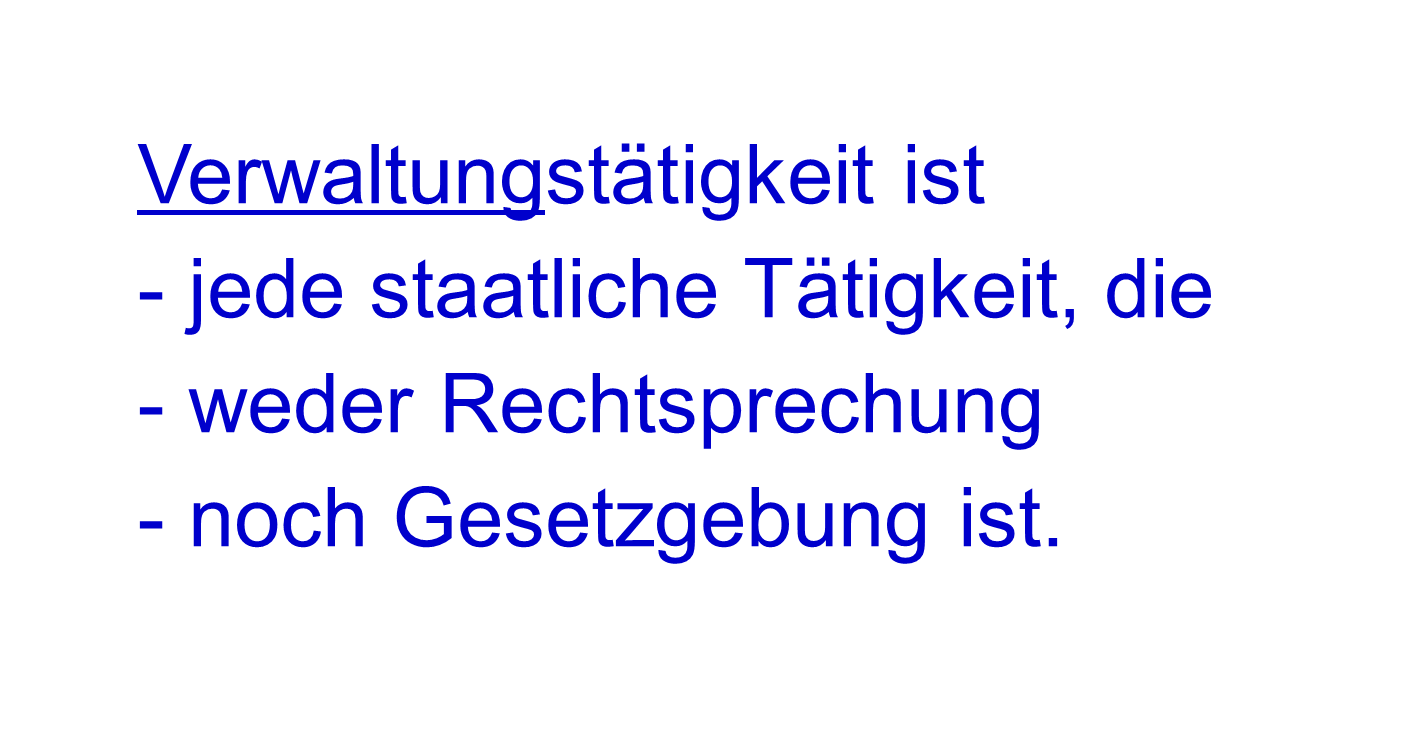 Verwaltungstätigkeit ist
- jede staatliche Tätigkeit, die
- weder Rechtsprechung
- noch Gesetzgebung ist.